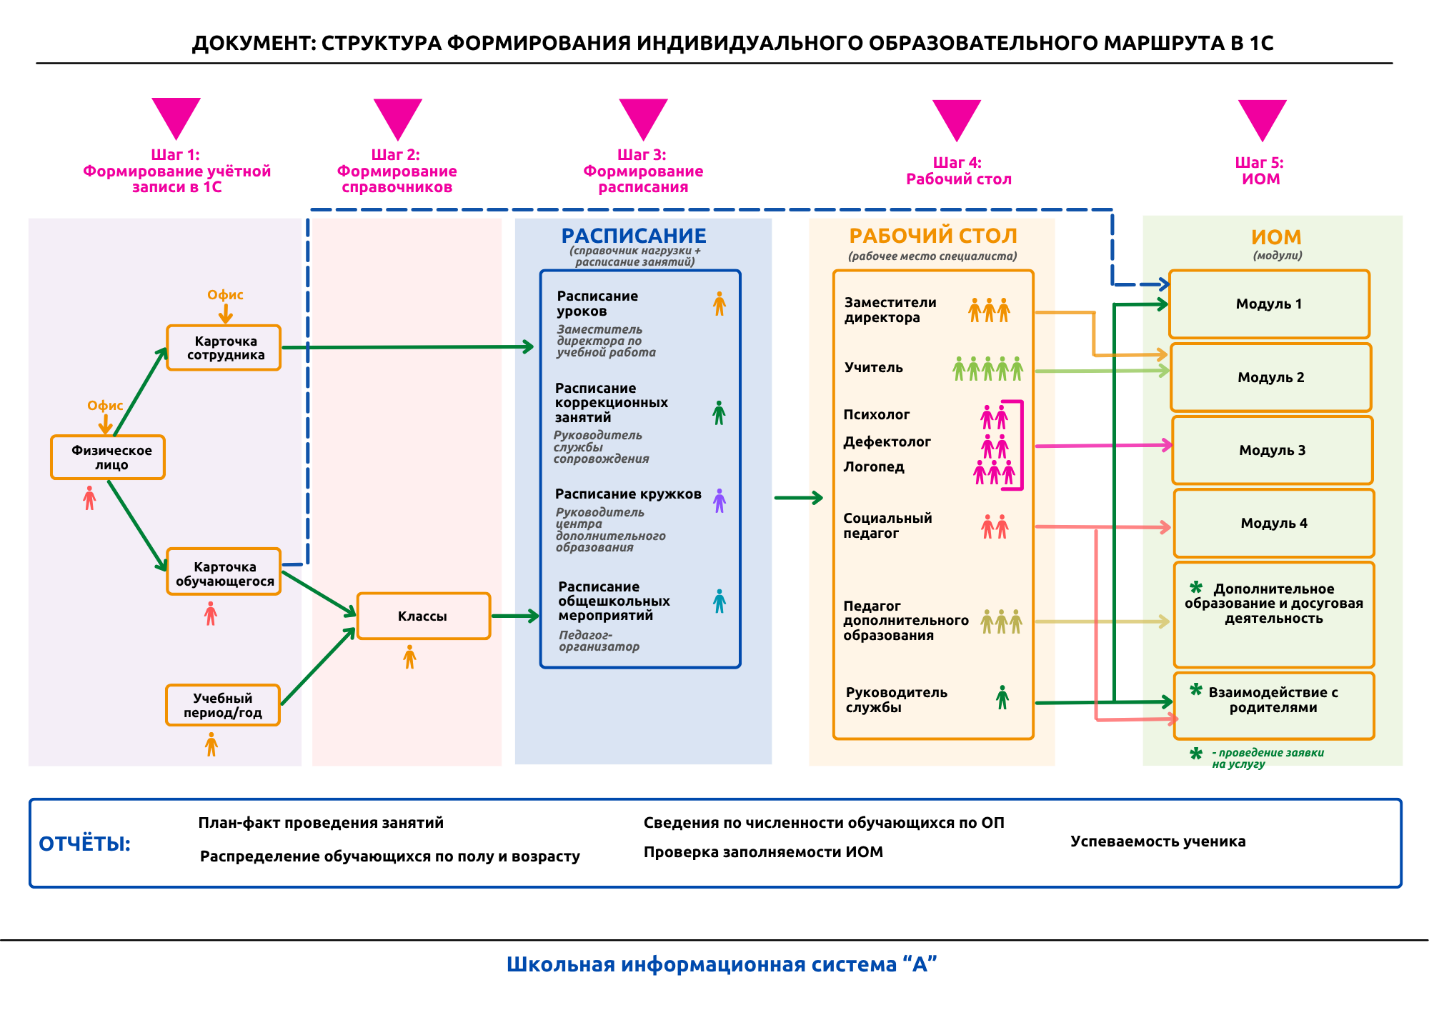 ДОКУМЕНТ: СТРУКТУРА ФОРМИРОВАНИЯ ИНДИВИДУАЛЬНОГО ОБРАЗОВАТЕЛЬНОГО МАРШРУТА В 1С
Шаг 1:
Формирование учётной
записи в 1С
Шаг 2:
Формирование
справочников
Шаг 3:
Формирование
расписания
Шаг 4:
Рабочий стол
Шаг 5:
ИОМ
Офис
Карточка
сотрудника
Офис
Физическое
лицо
Карточка
обучающегося
Учебный
период/год
Классы
РАСПИСАНИЕ
(справочник нагрузки +
расписание занятий)
Расписание
уроков
Заместитель
директора по
учебной работа
Расписание
коррекционных
занятий
Руководитель
службы
сопровождения
Расписание кружков
Руководитель
центра
дополнительного
образования
Расписание
общешкольных
мероприятий
Педагог-
организатор
РАБОЧИЙ СТОЛ
(рабочее место специалиста)
Заместители
директора
Учитель
Психолог
Дефектолог
Логопед
Социальный
педагог
Педагог
дополнительного
образования
Руководитель
службы
ИОМ
(модули)
Модуль 1
Модуль 2
Модуль 3
Модуль 4
* Дополнительное
образование и досуговая
деятельность
* Взаимодействие с
родителями
* - проведение заявки
на услугу
ОТЧЁТЫ:
План-факт проведения занятий
Распределение обучающихся по полу и возрасту
Сведения по численности обучающихся по ОП
Проверка заполняемости ИОМ
Успеваемость ученика
Школьная информационная система “А”